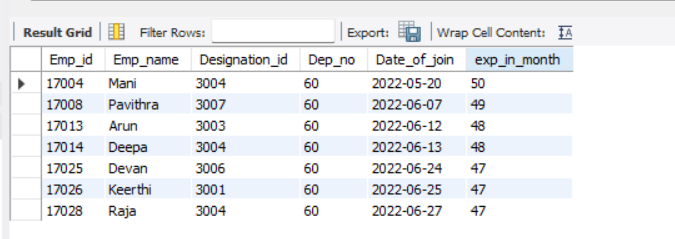 Result Grid Filter Rows: Export: Wrap Cell Content:
Emp_id Emp_name Designation_id Dep_no Date_of_join exp_in_month
17004 Mani 3004 60 2022-05-20 50
17008 Pavithra 3007 60 2022-06-07 49
17013 Arun 3003 60 2022-06-12 48
17014 Deepa 3004 60 2022-06-13 48
17025 Devan 3006 60 2022-06-24 47
17026 Keerthi 3001 60 2022-06-25 47
17028 Raja 3004 60 2022-06-27 47